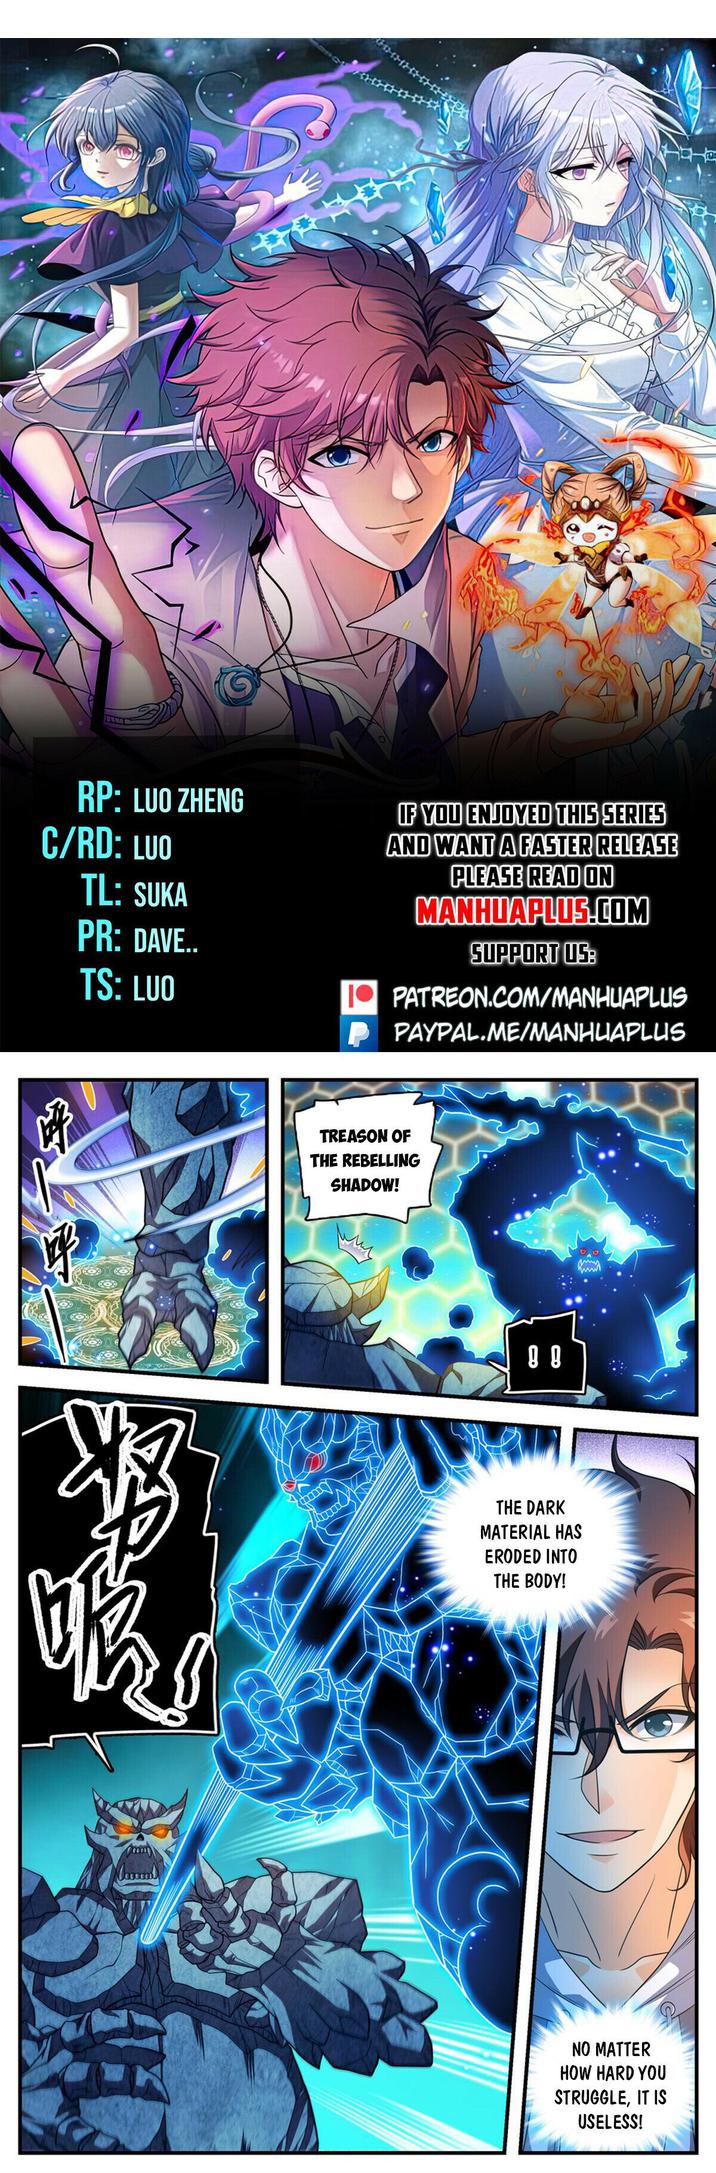 RP: LUO ZHENG
C/RD: LUO
TL: SUKA
PR: DAVE..
TS: LUO
IF YOU ENJOYED THIS SERIES
AND WANT A FASTER RELEASE
PLEASE READ ON
MANHUAPLUS.COM
SUPPORT US:
PATREON.COM/MANHUAPLUS
PAYPAL.ME/MANHUAPLUS
呼
呼
TREASON OF
THE REBELLING
SHADOW!
!!
THE DARK
MATERIAL HAS
ERODED INTO
THE BODY!
NO MATTER
HOW HARD YOU
STRUGGLE, IT IS
USELESS!